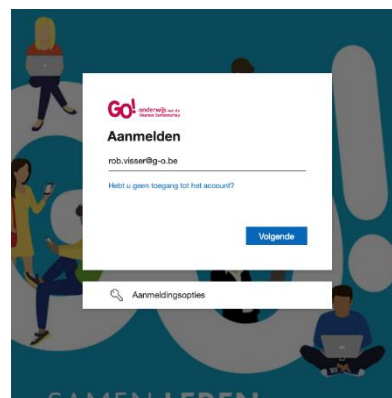 GO! onderwijs van de
Vlaamse Gemeenschap
Aanmelden
rob.visser@g-o.be
Hebt u geen toegang tot het account?
Volgende
Aanmeldingsopties
SAMEN LEREN